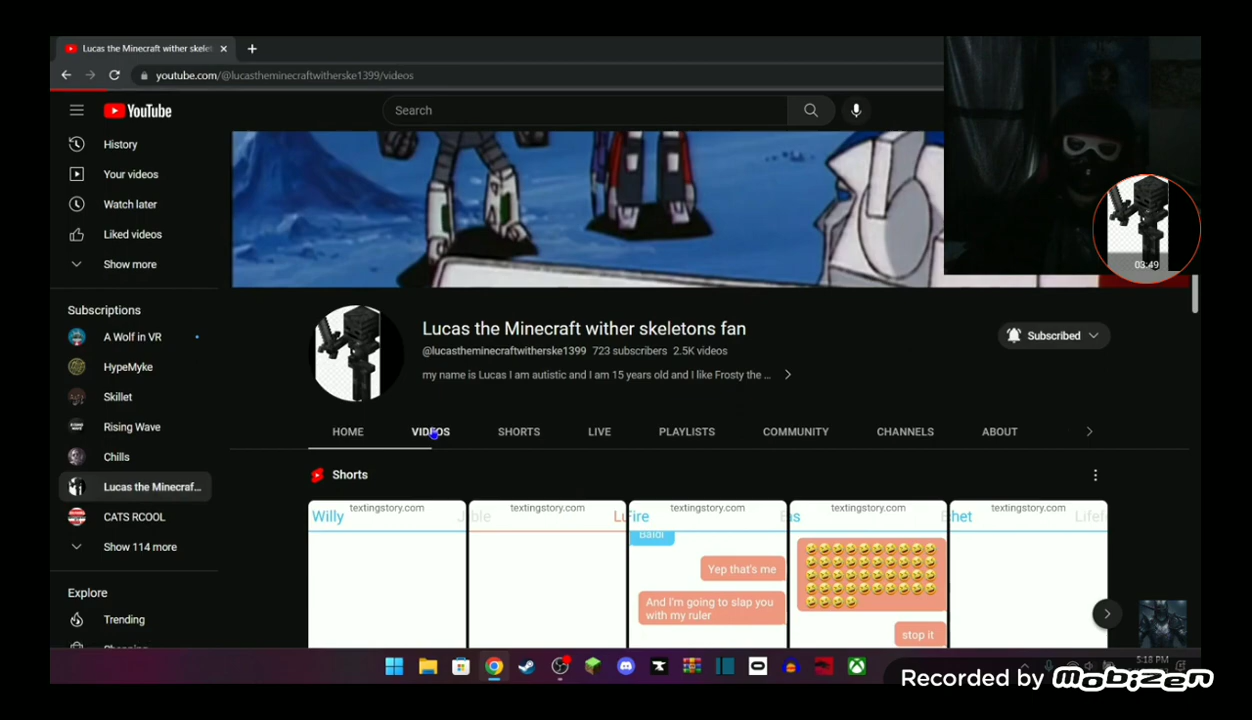 Lucas the Minecraft wither skelet
youtube.com/@lucastheminecraftwitherske1399/videos
YouTube
Search
History
Your videos
Watch later
Liked videos
Show more
03:49
Subscriptions
A Wolf in VR
HypeMyke
Skillet
Rising Wave
Chills
Lucas the Minecraf...
CATS RCOOL
Show 114 more
Explore
Trending
Lucas the Minecraft wither skeletons fan
@lucastheminecraftwitherske1399 723 subscribers 2.5K videos
my name is Lucas I am autistic and I am 15 years old and I like Frosty the ...
Subscribed
HOME VIDEOS SHORTS LIVE PLAYLISTS COMMUNITY CHANNELS ABOUT
Shorts
textingstory.com textingstory.com textingstory.com textingstory.com textingstory.com
Willy
Baldi
Yep that's me
And I'm going to slap you
with my ruler
stop it
5:18 PM
Recorded by mobizen